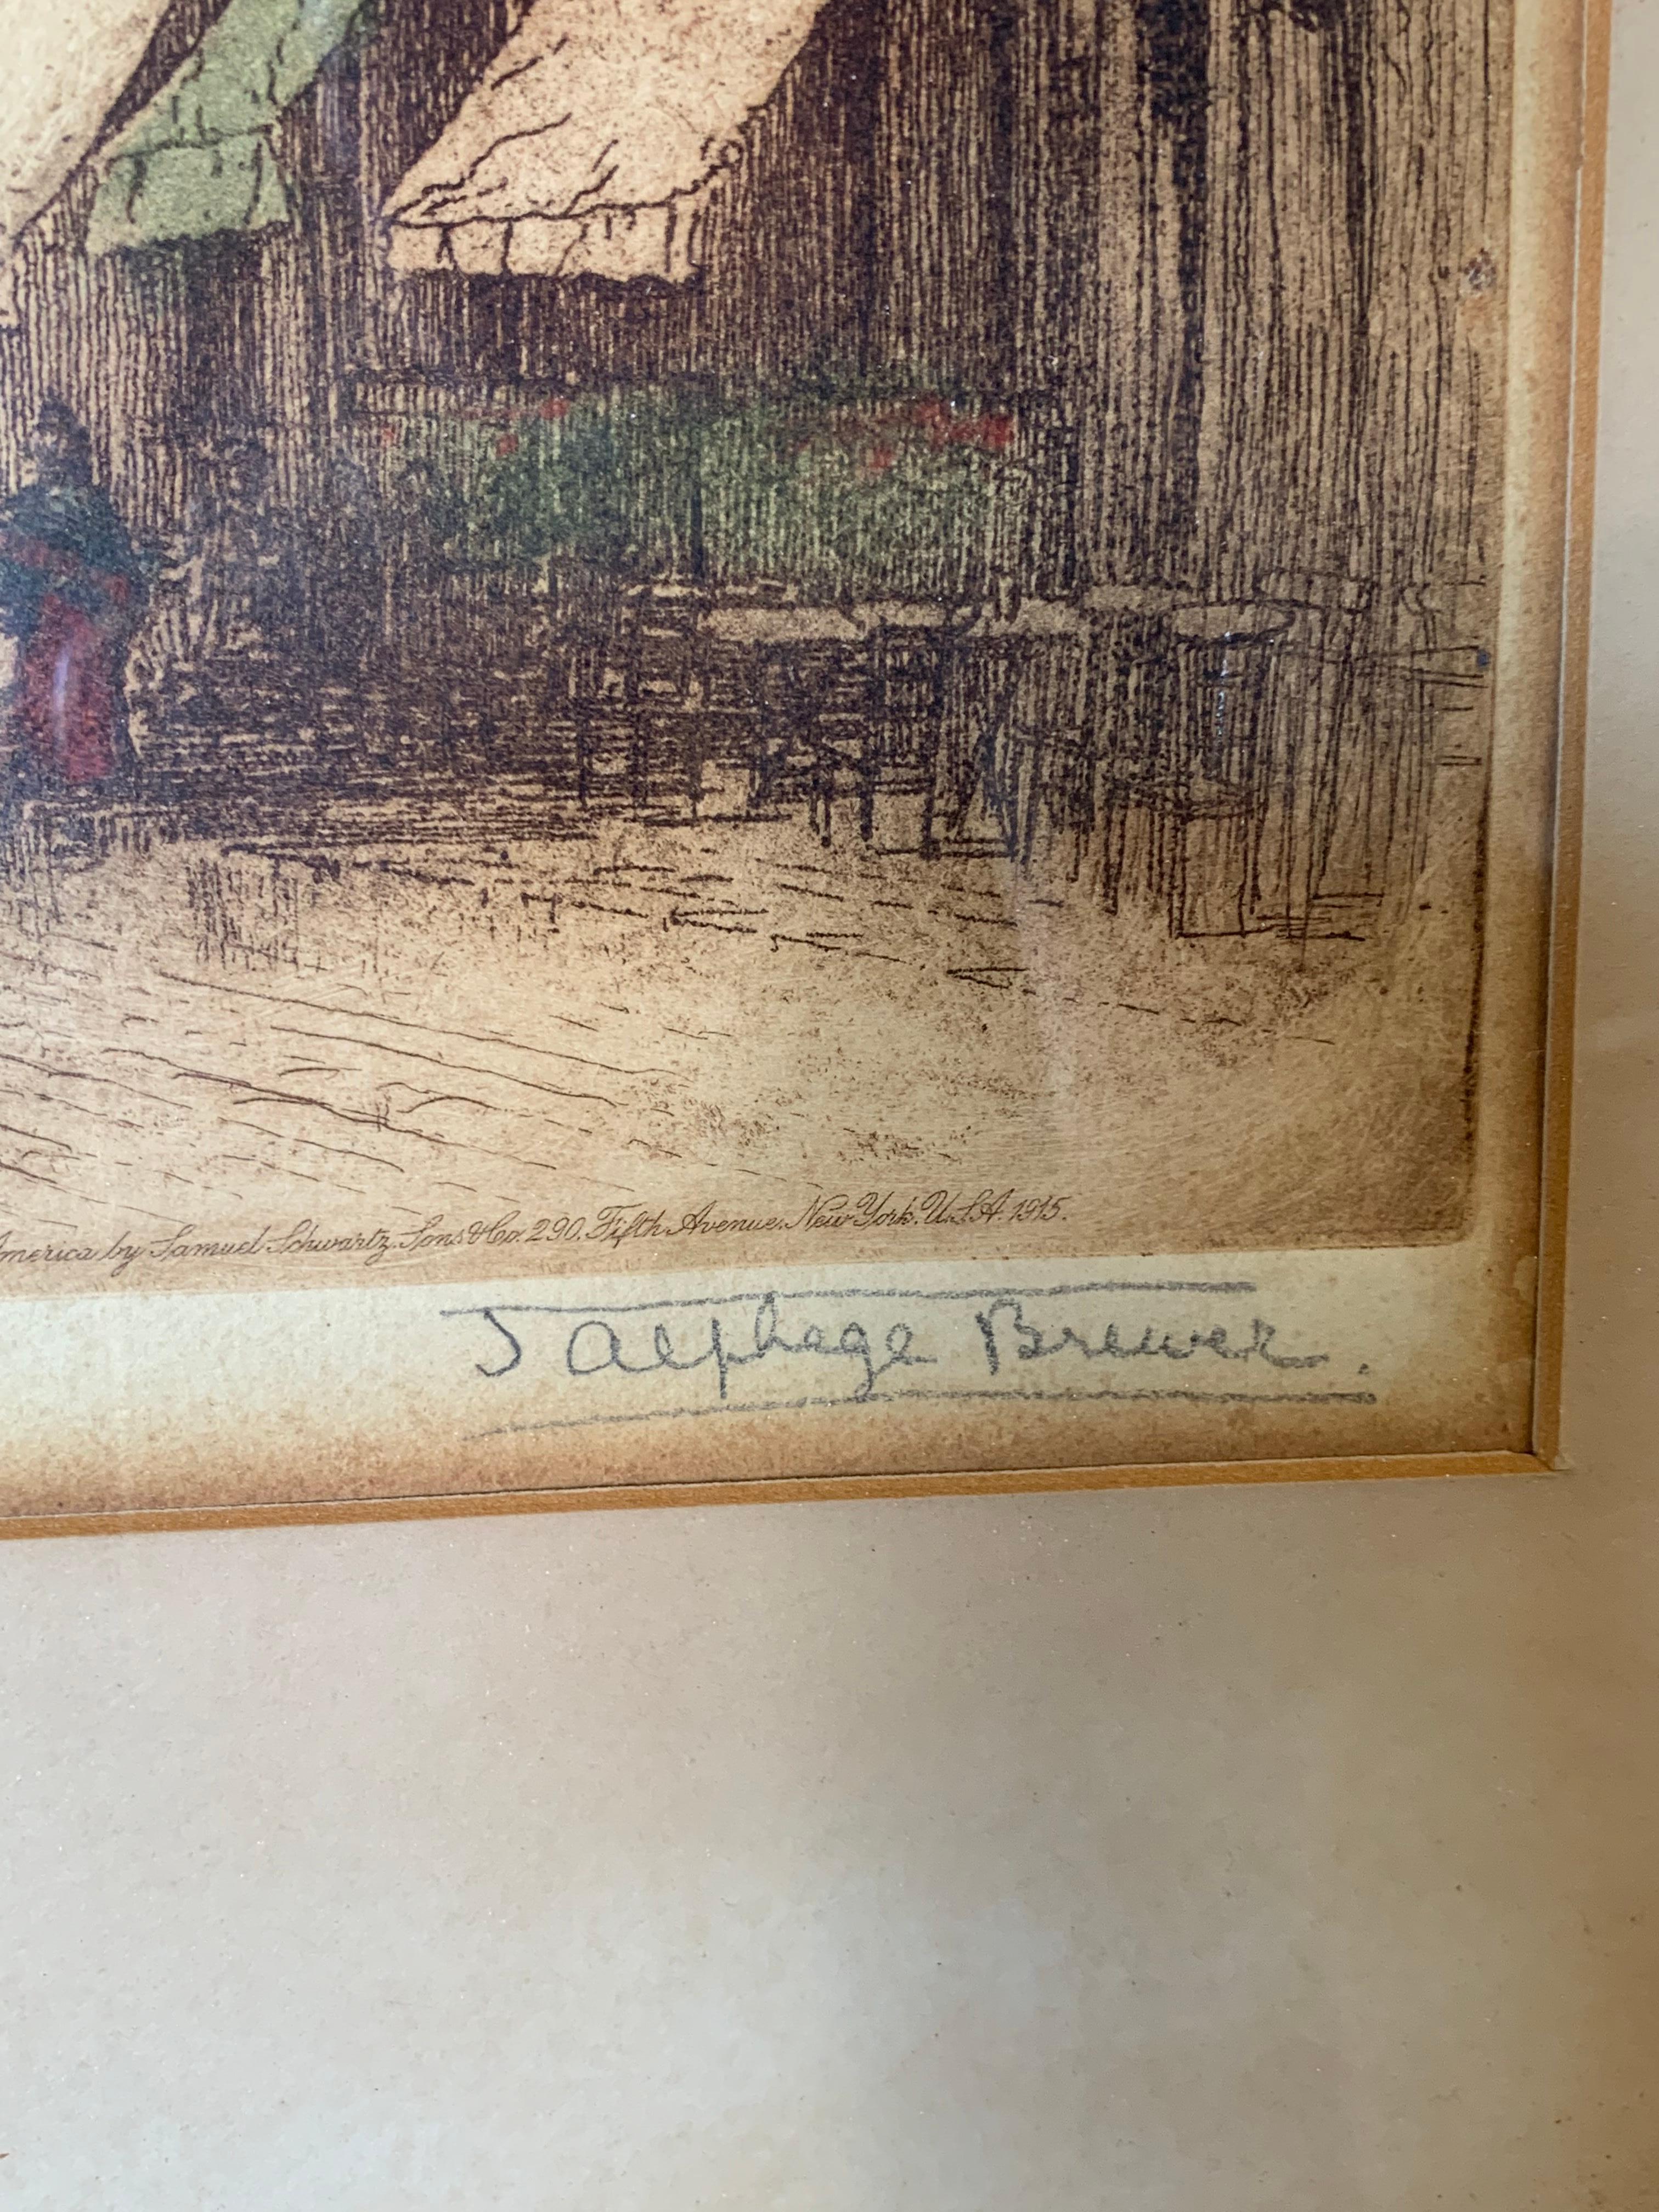 America by Samuel Schwartz. Sons & Co. 290. Fifth Avenue. New York. U.S.A. 1915.
J Alphege Brewer.